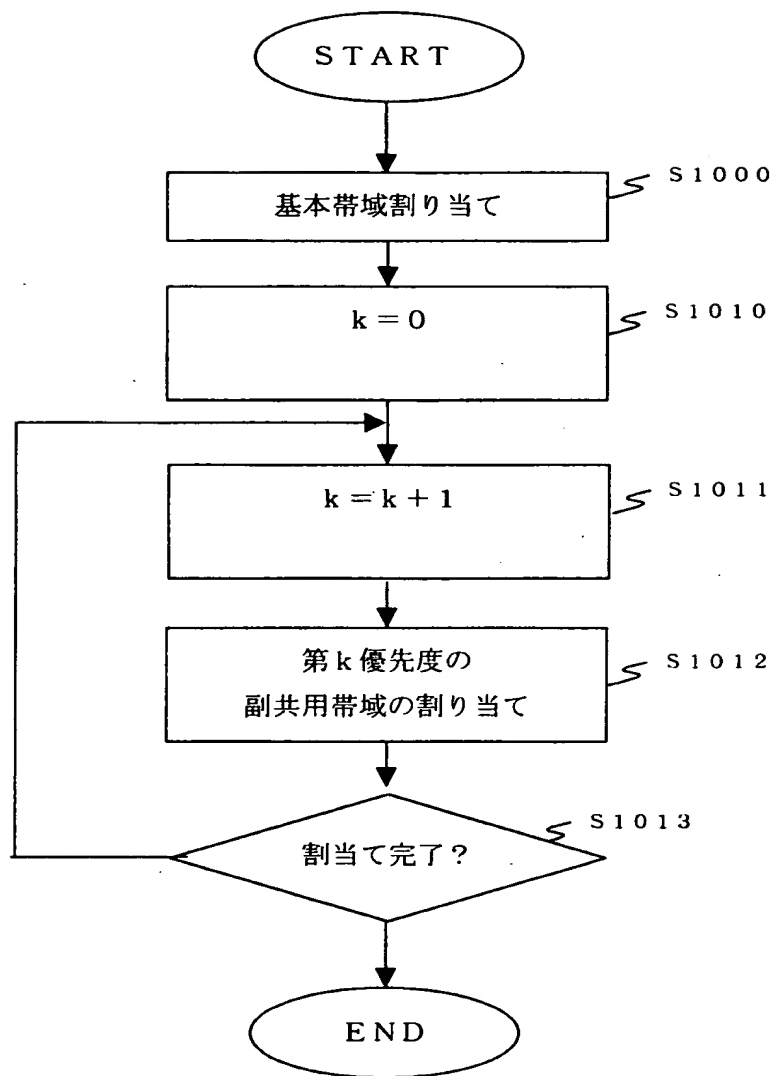 START
S1000
基本帯域割り当て
S1010
k=0
S1011
k=k+1
第k優先度の
S1012
副共用帯域の割り当て
S1013
割当て完了?
END